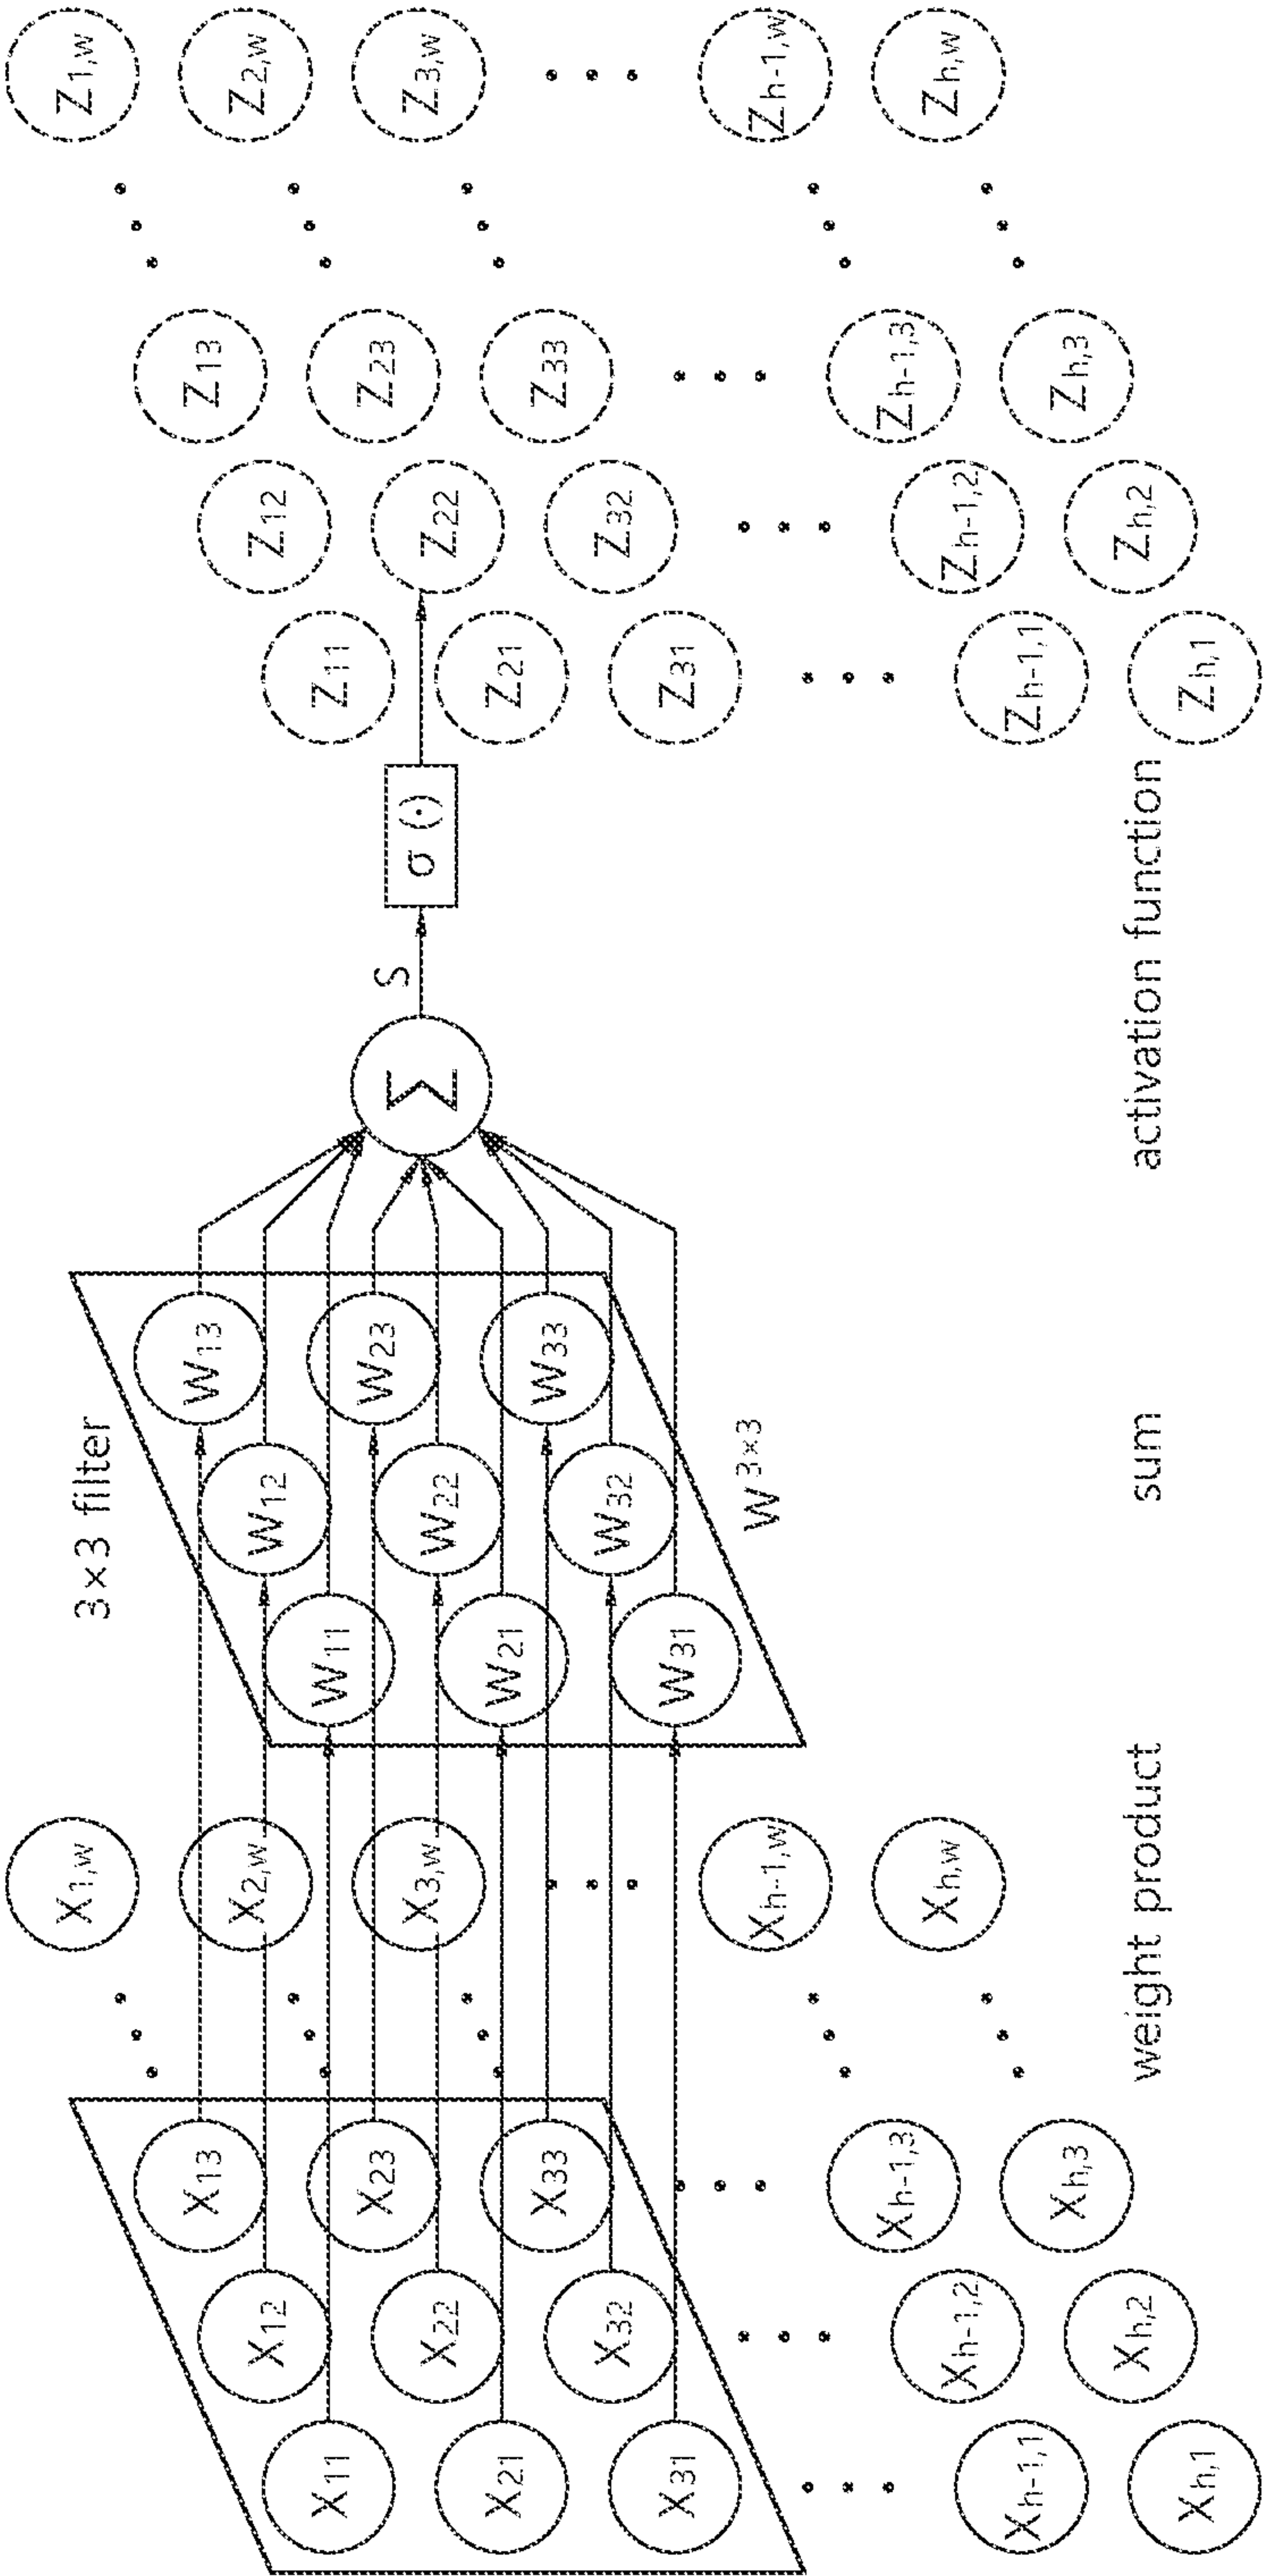 3×3 filter
X11 X12 X13 X1,w
X21 X22 X23 X2,w
X31 X32 X33 X3,w
Xh-1,1 Xh-1,2 Xh-1,3 Xh-1,w
Xh,1 Xh,2 Xh,3 Xh,w
W11 W12 W13
W21 W22 W23
W31 W32 W33
W3×3
Σ
S
σ (·)
Z11 Z12 Z13 Z1,w
Z21 Z22 Z23 Z2,w
Z31 Z32 Z33 Z3,w
Zh-1,1 Zh-1,2 Zh-1,3 Zh-1,w
Zh,1 Zh,2 Zh,3 Zh,w
weight product
sum
activation function